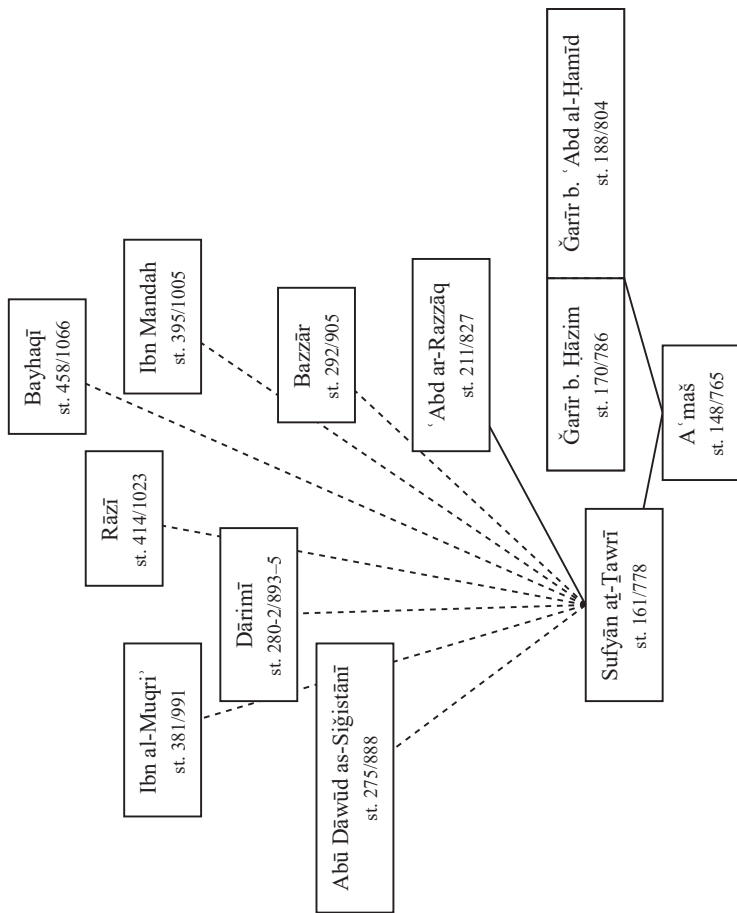 Bayhaqī
st. 458/1066
Rāzī
st. 414/1023
Ibn Mandah
st. 395/1005
Ibn al-Muqriʾ
st. 381/991
Dārimī
st. 280-2/893–5
Bazzār
st. 292/905
Abū Dāwūd as-Siǧistānī
st. 275/888
ʿAbd ar-Razzāq
st. 211/827
Sufyān aṯ-Ṯawrī
st. 161/778
Ǧarīr b. Ḥāzim
st. 170/786
Ǧarīr b. ʿAbd al-Ḥamīd
st. 188/804
Aʿmaš
st. 148/765